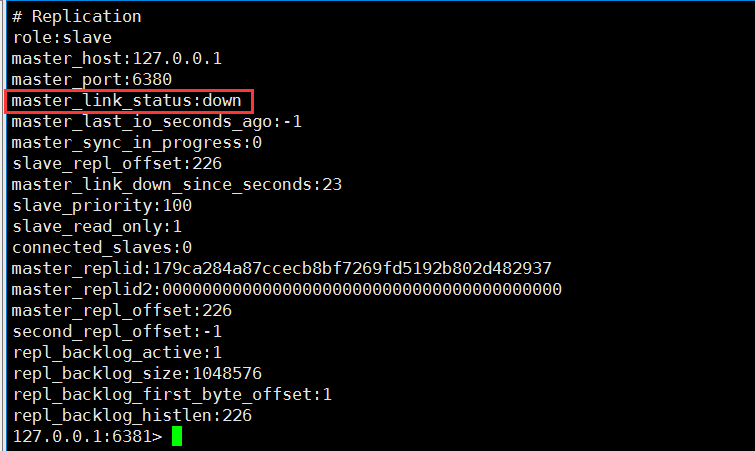 # Replication
role:slave
master_host:127.0.0.1
master_port:6380
master_link_status:down
master_last_io_seconds_ago:-1
master_sync_in_progress:0
slave_repl_offset:226
master_link_down_since_seconds:23
slave_priority:100
slave_read_only:1
connected_slaves:0
master_replid:179ca284a87ccecb8bf7269fd5192b802d482937
master_replid2:0000000000000000000000000000000000000000
master_repl_offset:226
second_repl_offset:-1
repl_backlog_active:1
repl_backlog_size:1048576
repl_backlog_first_byte_offset:1
repl_backlog_histlen:226
127.0.0.1:6381>